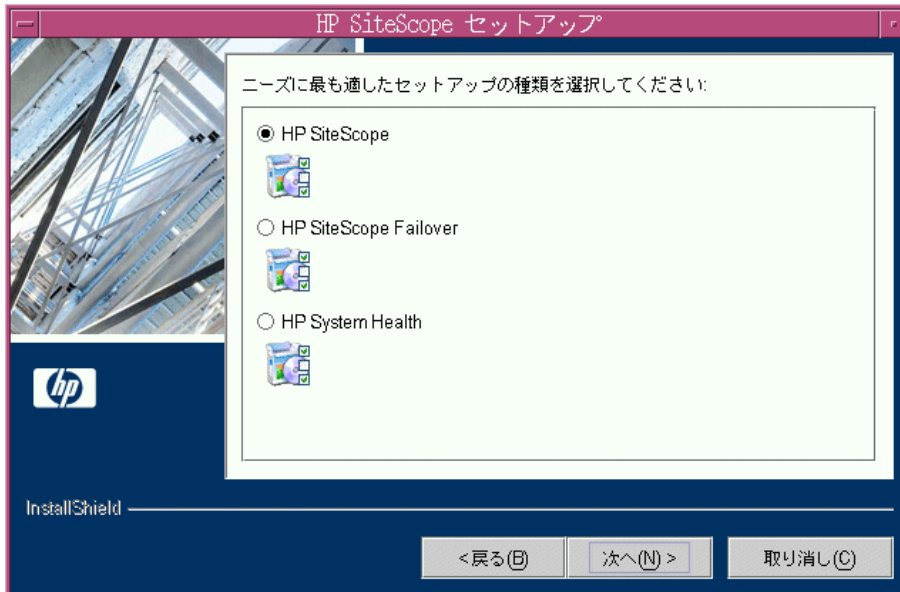 HP SiteScope セットアップ
ニーズに最も適したセットアップの種類を選択してください:
HP SiteScope
HP SiteScope Failover
HP System Health
hp
InstallShield
<戻る(B)
次へ(N) >
取り消し(C)